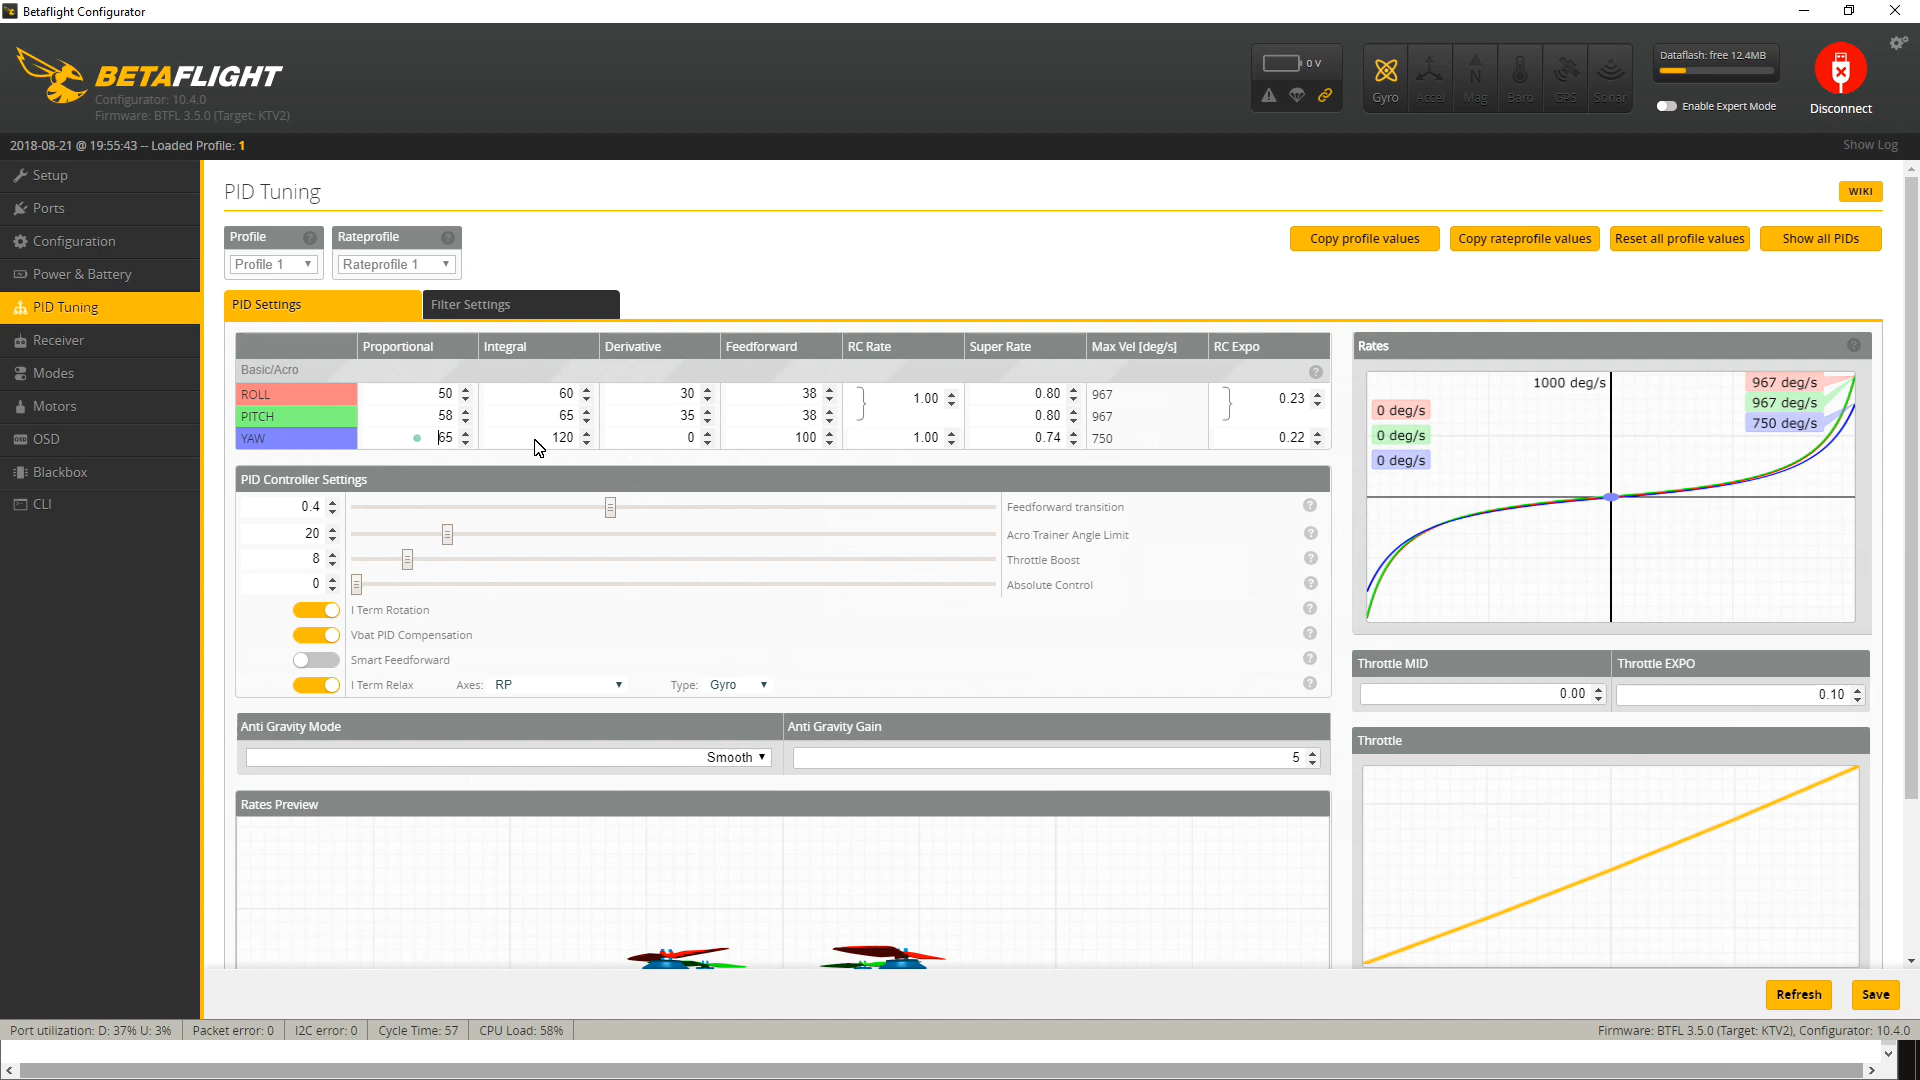 Betaflight Configurator
BETAFLIGHT
Configurator: 10.4.0
Firmware: BTFL 3.5.0 (Target: KTV2)
0 V
Gyro Accel Mag Baro GPS Sonar
Dataflash: free 12.4MB
Enable Expert Mode
Disconnect
2018-08-21 @ 19:55:43 -- Loaded Profile: 1
Show Log
Setup
Ports
Configuration
Power & Battery
PID Tuning
Receiver
Modes
Motors
OSD
Blackbox
CLI
PID Tuning
WIKI
Profile
Profile 1
Rateprofile
Rateprofile 1
Copy profile values
Copy rateprofile values
Reset all profile values
Show all PIDs
PID Settings
Filter Settings
Proportional Integral Derivative Feedforward RC Rate Super Rate Max Vel [deg/s] RC Expo
Basic/Acro
ROLL 50 60 30 38 1.00 0.80 967 0.23
PITCH 58 65 35 38 0.80 967
YAW 65 120 0 100 1.00 0.74 750 0.22
PID Controller Settings
0.4 Feedforward transition
20 Acro Trainer Angle Limit
8 Throttle Boost
0 Absolute Control
I Term Rotation
Vbat PID Compensation
Smart Feedforward
I Term Relax Axes: RP Type: Gyro
Anti Gravity Mode
Smooth
Anti Gravity Gain
5
Rates Preview
Rates
1000 deg/s
967 deg/s
967 deg/s
750 deg/s
0 deg/s
0 deg/s
0 deg/s
Throttle MID
0.00
Throttle EXPO
0.10
Throttle
Refresh
Save
Port utilization: D: 37% U: 3%
Packet error: 0
I2C error: 0
Cycle Time: 57
CPU Load: 58%
Firmware: BTFL 3.5.0 (Target: KTV2), Configurator: 10.4.0